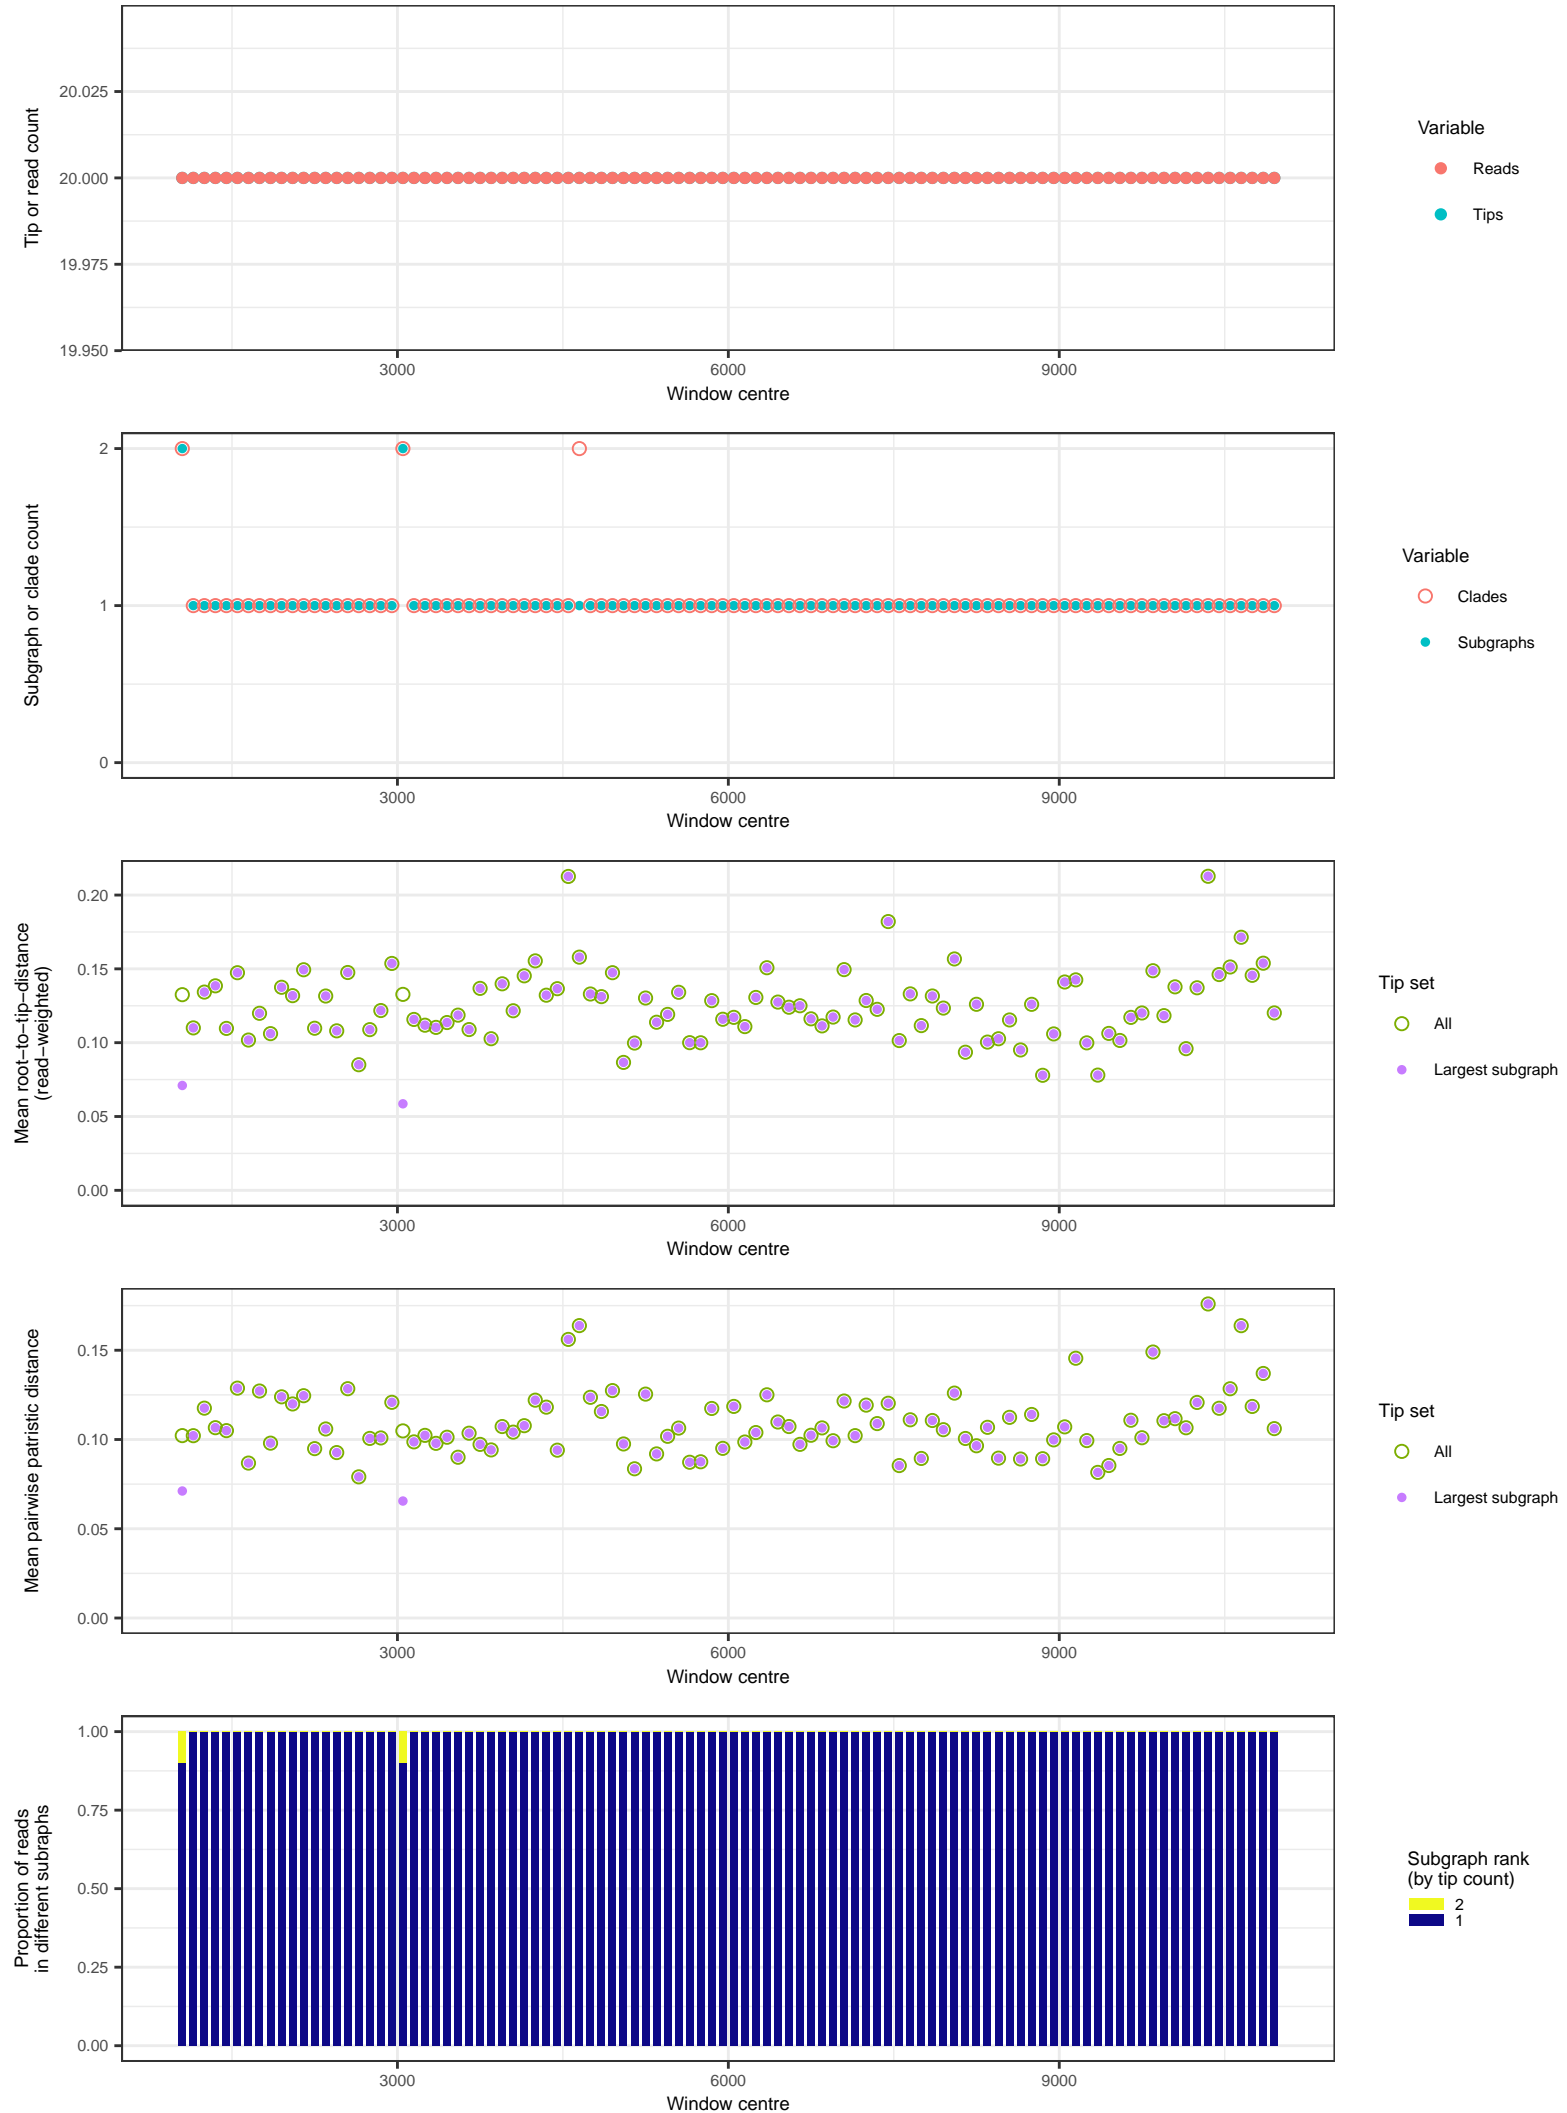 Tip or read count
20.025
20.000
19.975
19.950
3000
6000
9000
Window centre
Variable
Reads
Tips
Subgraph or clade count
2
1
0
3000
6000
9000
Window centre
Variable
Clades
Subgraphs
Mean root−to−tip−distance
(read−weighted)
0.20
0.15
0.10
0.05
0.00
3000
6000
9000
Window centre
Tip set
All
Largest subgraph
Mean pairwise patristic distance
0.15
0.10
0.05
0.00
3000
6000
9000
Window centre
Tip set
All
Largest subgraph
Proportion of reads
in different subraphs
1.00
0.75
0.50
0.25
0.00
3000
6000
9000
Window centre
Subgraph rank
(by tip count)
2
1